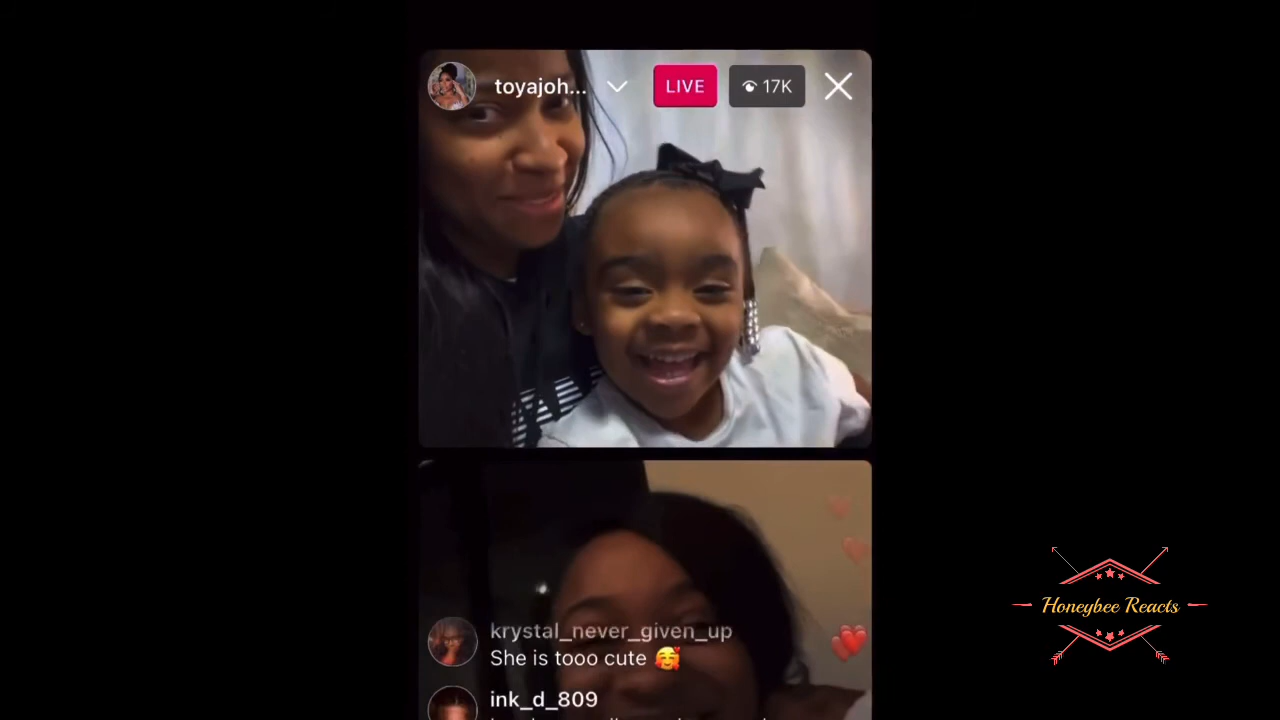 toyajoh...
LIVE
17K
krystal_never_given_up
She is tooo cute 🥰
ink_d_809
Honeybee Reacts